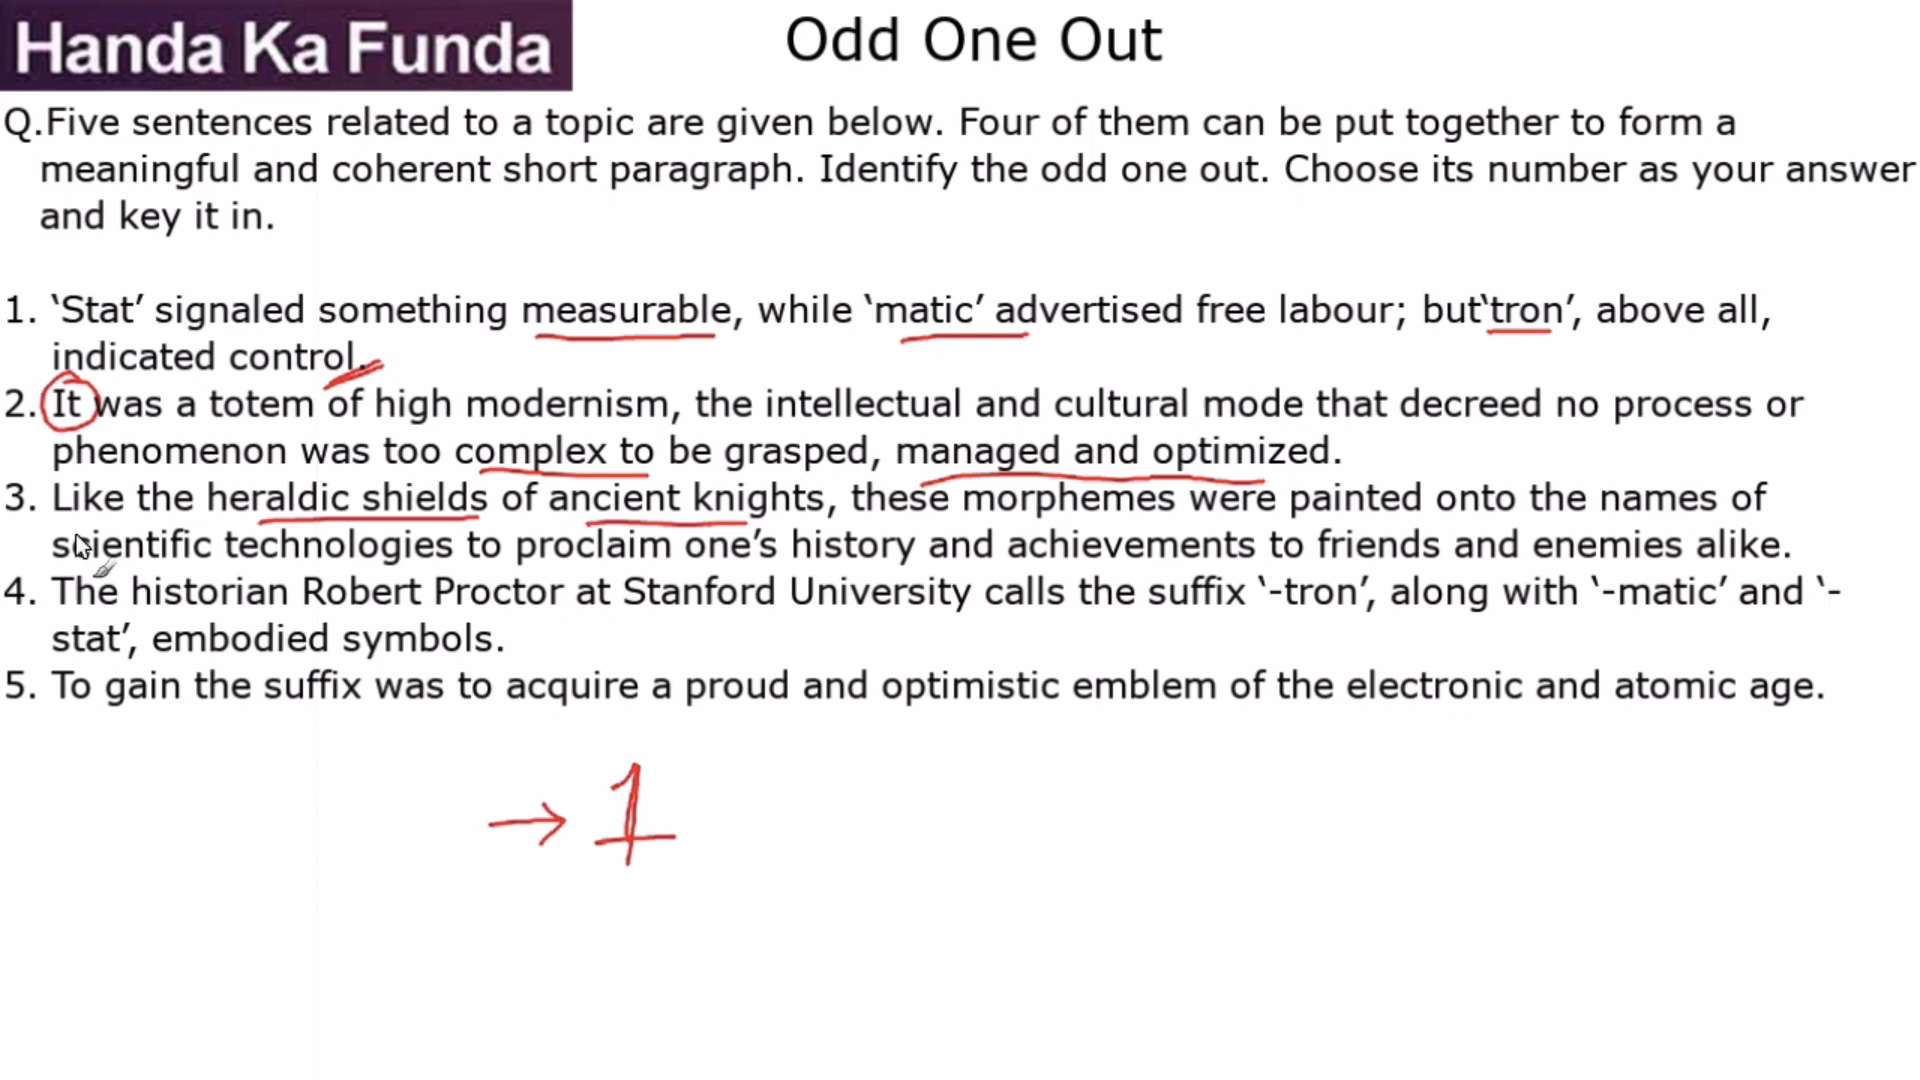 Handa Ka Funda
Odd One Out
Q.Five sentences related to a topic are given below. Four of them can be put together to form a
meaningful and coherent short paragraph. Identify the odd one out. Choose its number as your answer
and key it in.
1. ‘Stat’ signaled something measurable, while ‘matic’ advertised free labour; but‘tron’, above all,
indicated control.
2. It was a totem of high modernism, the intellectual and cultural mode that decreed no process or
phenomenon was too complex to be grasped, managed and optimized.
3. Like the heraldic shields of ancient knights, these morphemes were painted onto the names of
scientific technologies to proclaim one’s history and achievements to friends and enemies alike.
4. The historian Robert Proctor at Stanford University calls the suffix ‘-tron’, along with ‘-matic’ and ‘-
stat’, embodied symbols.
5. To gain the suffix was to acquire a proud and optimistic emblem of the electronic and atomic age.
→ 1